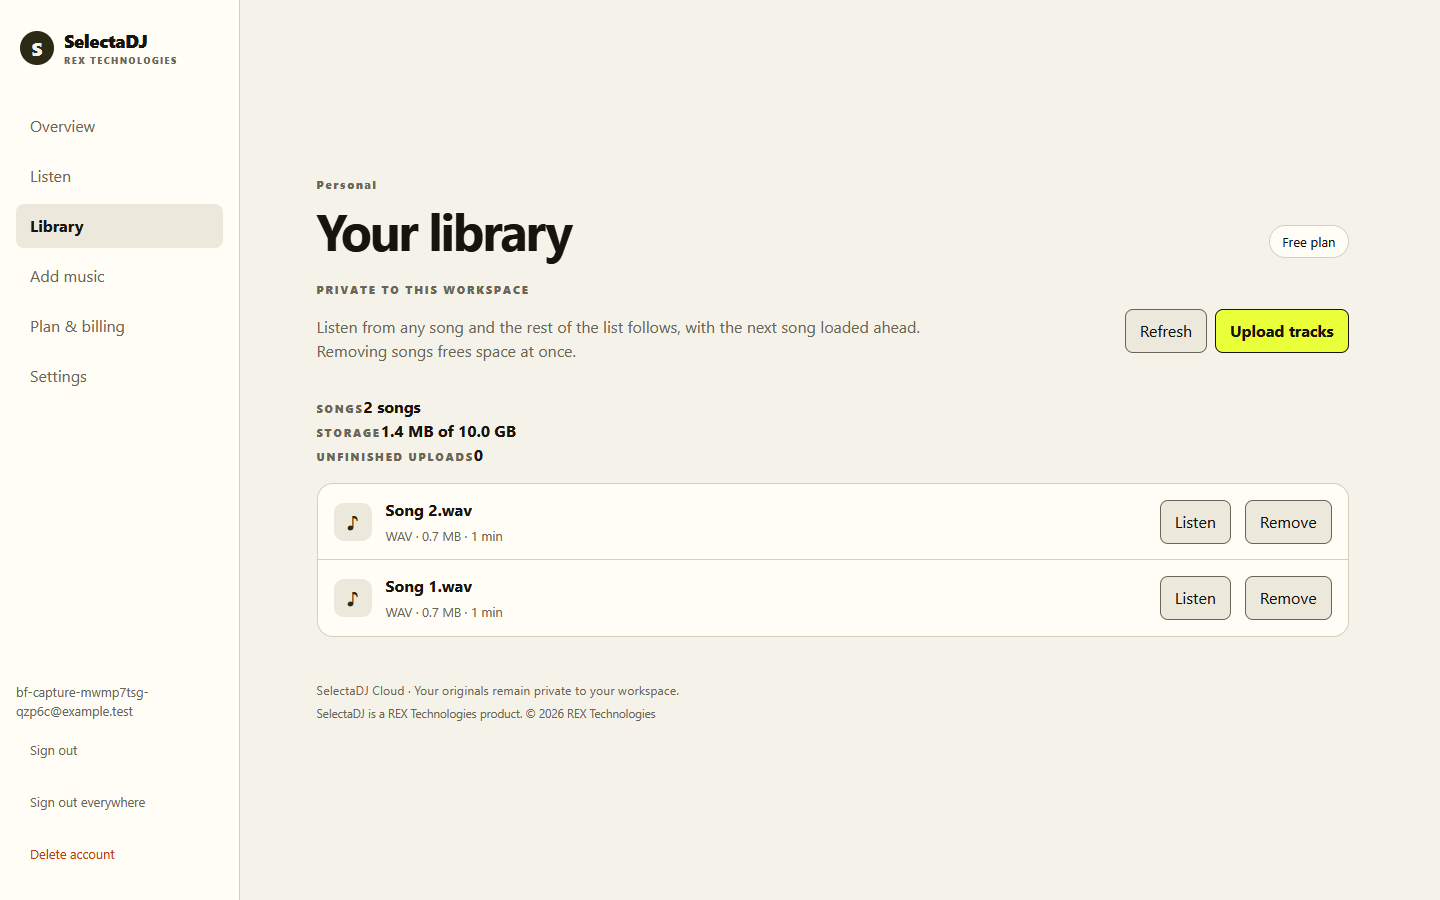 S
SelectaDJ
REX TECHNOLOGIES
Overview
Listen
Library
Add music
Plan & billing
Settings
bf-capture-mwmp7tsg-
qzp6c@example.test
Sign out
Sign out everywhere
Delete account
Personal
Your library
Free plan
PRIVATE TO THIS WORKSPACE
Listen from any song and the rest of the list follows, with the next song loaded ahead.
Removing songs frees space at once.
Refresh
Upload tracks
SONGS2 songs
STORAGE1.4 MB of 10.0 GB
UNFINISHED UPLOADS0
Song 2.wav
WAV · 0.7 MB · 1 min
Listen
Remove
Song 1.wav
WAV · 0.7 MB · 1 min
Listen
Remove
SelectaDJ Cloud · Your originals remain private to your workspace.
SelectaDJ is a REX Technologies product. © 2026 REX Technologies